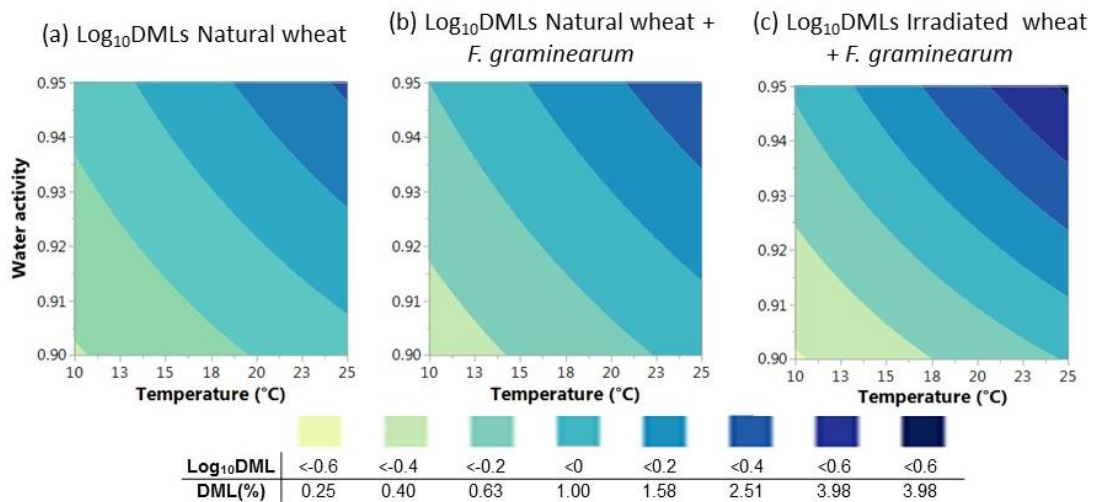 (a) Log₁₀DMLs Natural wheat
(b) Log₁₀DMLs Natural wheat +
F. graminearum
(c) Log₁₀DMLs Irradiated wheat
+ F. graminearum
Water activity
0.95
0.94
0.93
0.92
0.91
0.90
10 13 15 18 20 23 25
Temperature (°C)
0.95
0.94
0.93
0.92
0.91
0.90
10 13 15 18 20 23 25
Temperature (°C)
0.95
0.94
0.93
0.92
0.91
0.90
10 13 15 18 20 23 25
Temperature (°C)
Log₁₀DML <-0.6 <-0.4 <-0.2 <0 <0.2 <0.4 <0.6 <0.6
DML(%) 0.25 0.40 0.63 1.00 1.58 2.51 3.98 3.98